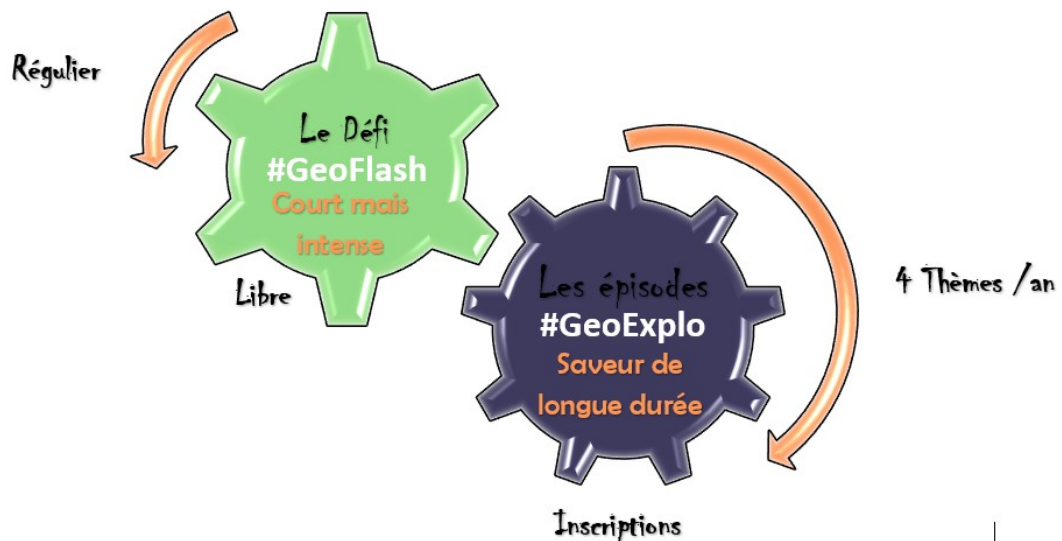 Régulier
Le Défi
#GeoFlash
Court mais
intense
Libre
Les épisodes
#GeoExplo
Saveur de
longue durée
4 Thèmes /an
Inscriptions